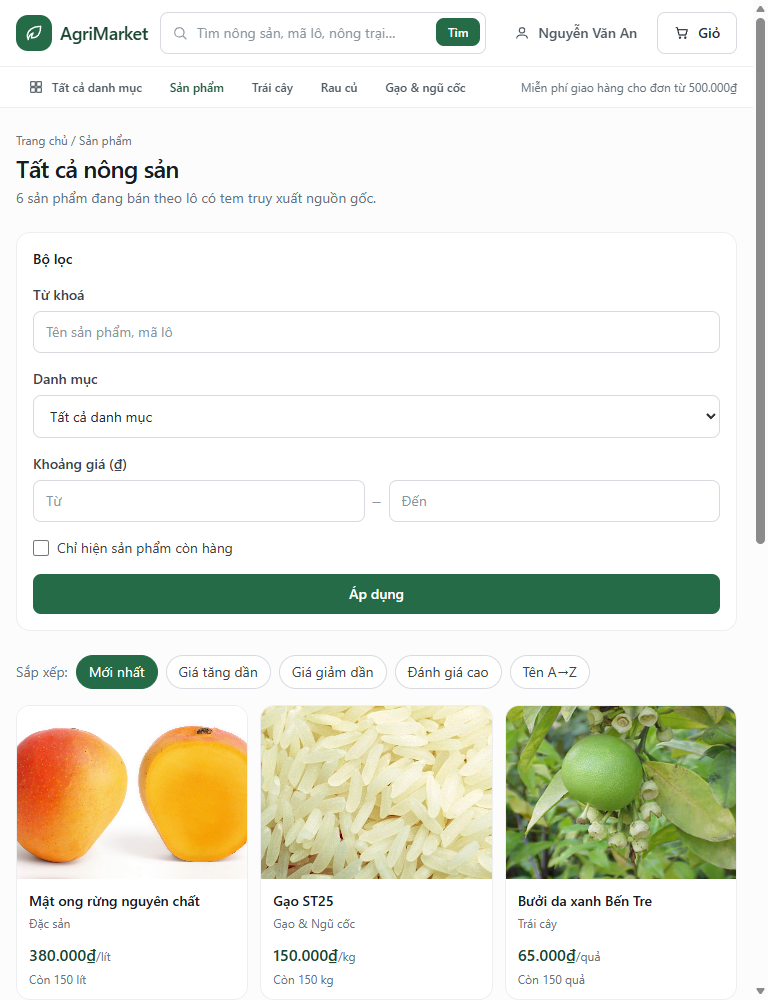 AgriMarket
Tìm nông sản, mã lô, nông trại...
Tìm
Nguyễn Văn An
Giỏ
Tất cả danh mục
Sản phẩm
Trái cây
Rau củ
Gạo & ngũ cốc
Miễn phí giao hàng cho đơn từ 500.000₫
Trang chủ / Sản phẩm
Tất cả nông sản
6 sản phẩm đang bán theo lô có tem truy xuất nguồn gốc.
Bộ lọc
Từ khoá
Tên sản phẩm, mã lô
Danh mục
Tất cả danh mục
Khoảng giá (₫)
Từ
–
Đến
Chỉ hiện sản phẩm còn hàng
Áp dụng
Sắp xếp:
Mới nhất
Giá tăng dần
Giá giảm dần
Đánh giá cao
Tên A→Z
Mật ong rừng nguyên chất
Đặc sản
380.000₫/lít
Còn 150 lít
Gạo ST25
Gạo & Ngũ cốc
150.000₫/kg
Còn 150 kg
Bưởi da xanh Bến Tre
Trái cây
65.000₫/quả
Còn 150 quả